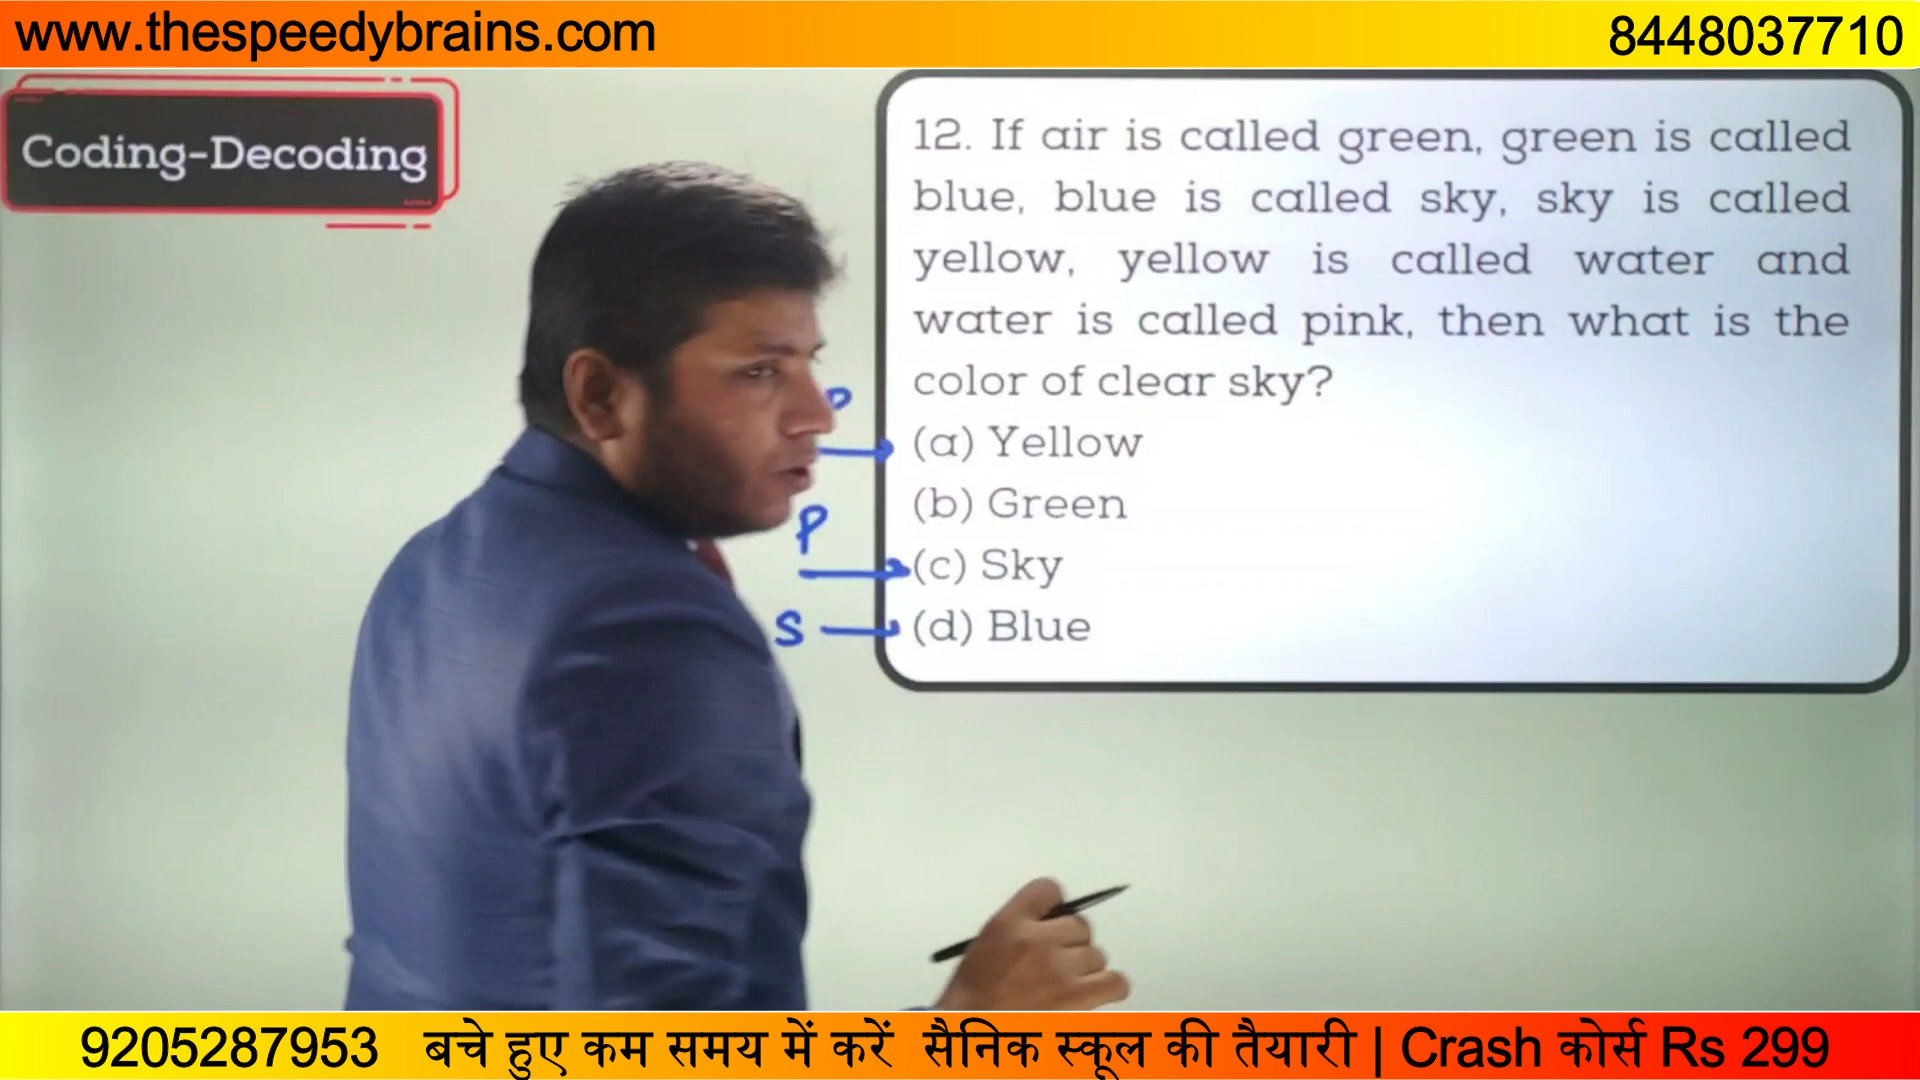 www.thespeedybrains.com
8448037710
Coding-Decoding
12. If air is called green, green is called
blue, blue is called sky, sky is called
yellow, yellow is called water and
water is called pink, then what is the
color of clear sky?
(a) Yellow
(b) Green
P
(c) Sky
S
(d) Blue
9205287953 बचे हुए कम समय में करें सैनिक स्कूल की तैयारी | Crash कोर्स Rs 299